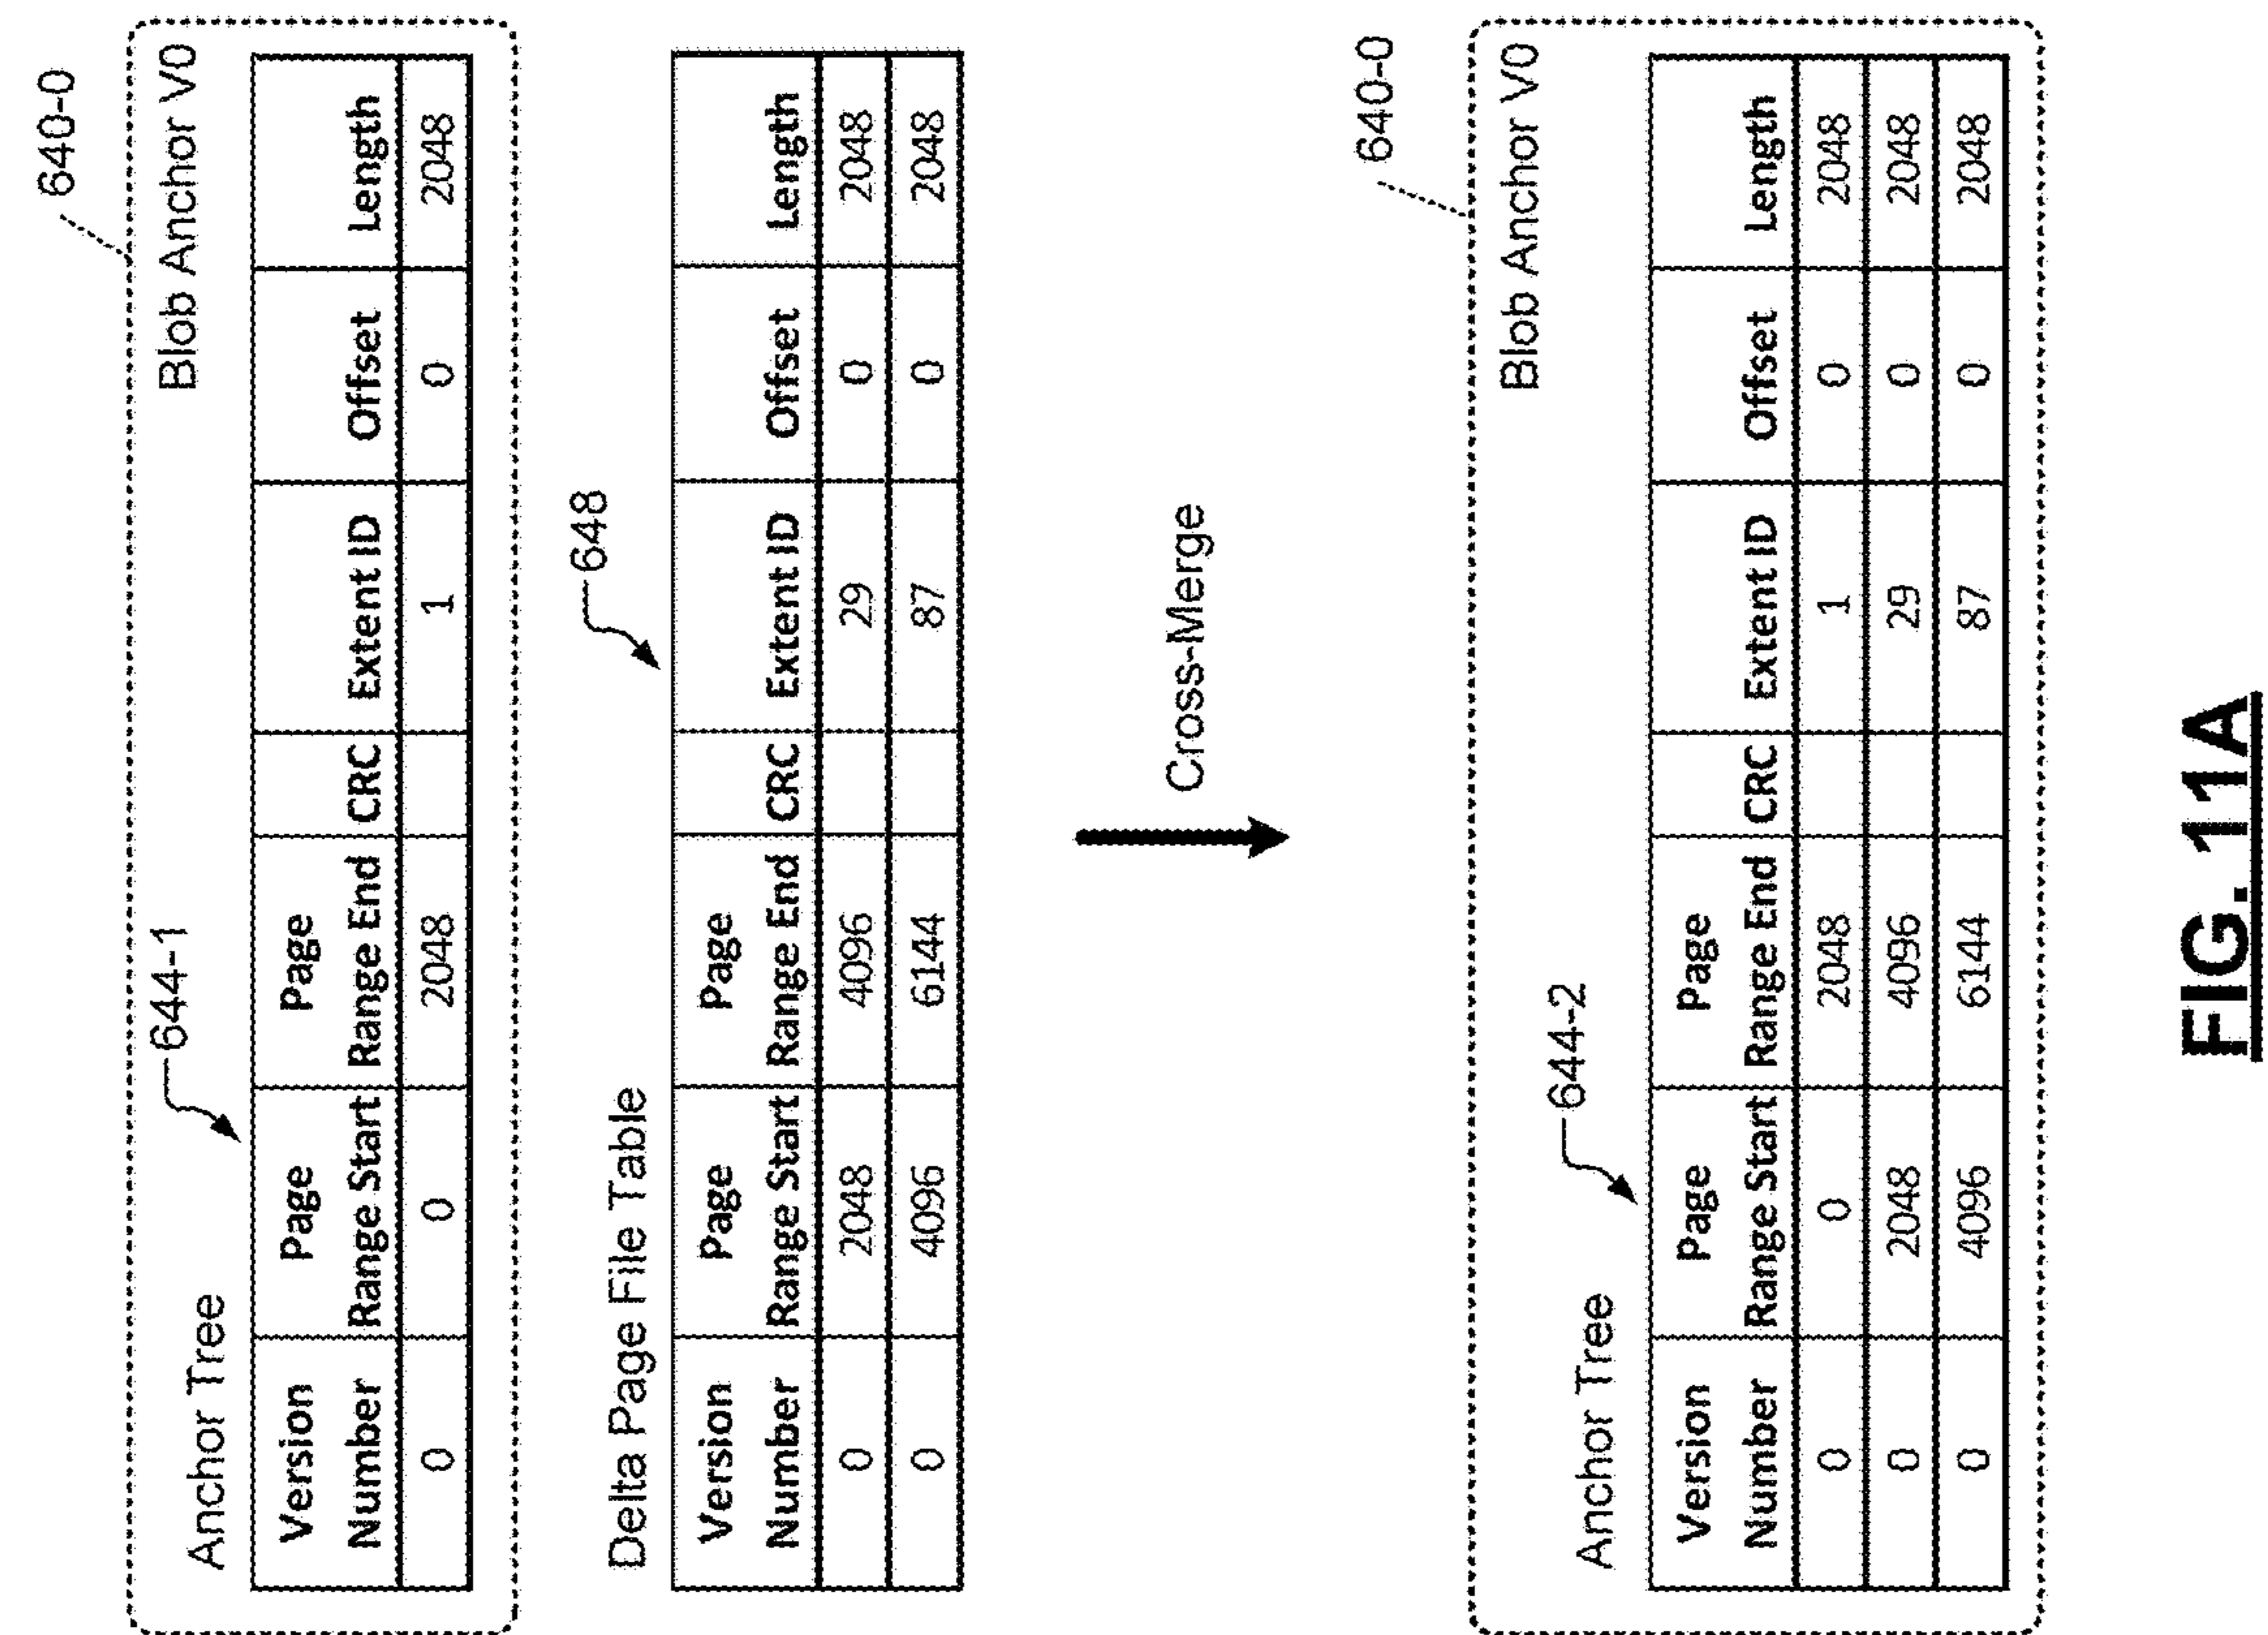 640-0
Blob Anchor V0
Anchor Tree
644-1
Version Number Page Range Start Page Range End CRC Extent ID Offset Length
0 0 2048 1 0 2048
Delta Page File Table
648
Version Number Page Range Start Page Range End CRC Extent ID Offset Length
0 2048 4096 29 0 2048
0 4096 6144 87 0 2048
Cross-Merge
640-0
Blob Anchor V0
Anchor Tree
644-2
Version Number Page Range Start Page Range End CRC Extent ID Offset Length
0 0 2048 1 0 2048
0 2048 4096 29 0 2048
0 4096 6144 87 0 2048
FIG. 11A